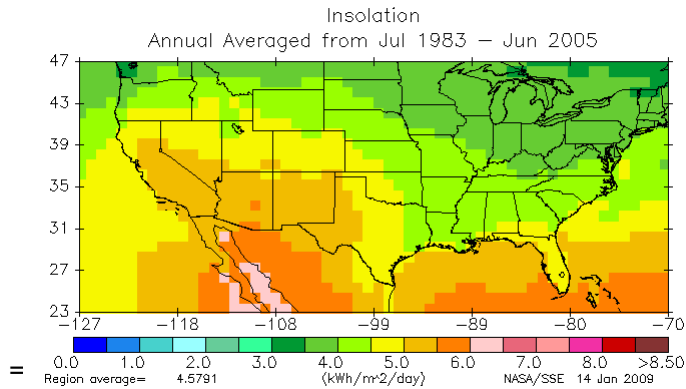 Insolation
Annual Averaged from Jul 1983 − Jun 2005
47
43
39
35
31
27
23
−127 −118 −108 −99 −89 −80 −70
0.0 1.0 2.0 3.0 4.0 5.0 6.0 7.0 8.0 >8.50
Region average= 4.5791 (kWh/m^2/day) NASA/SSE 14 Jan 2009
=